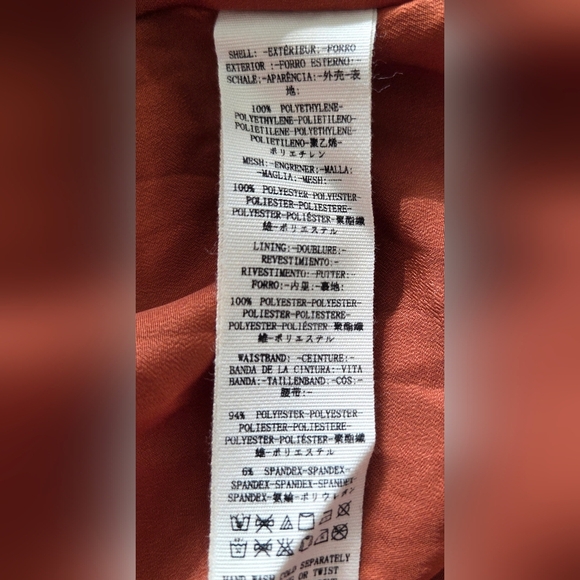 SHELL: -EXTÉRIEUR: FORRO
EXTERIOR :-FORRO ESTERNO:-
SCHALE:-APARÊNCIA:-外壳-表
地:
100% POLYETHYLENE-
POLYETHYLENE-POLIETILENO-
POLIETILENE-POLYETHYLENE-
POLIETILENO-聚乙烯-
ポリエチレン
MESH:-ENGRENER-MALLA:
-MAGLIA:-MESH:
100% POLYESTER-POLYESTER-
POLIESTER-POLIESTERE-
POLYESTER-POLIÉSTER-聚酯纖
維-ポリエステル
LINING:-DOUBLURE:-
REVESTIMIENTO:-
RIVESTIMENTO-FUTTER:-
FORRO:-内里:-裏地:
100% POLYESTER-POLYESTER-
POLIESTER-POLIESTERE-
POLYESTER-POLIÉSTER 聚酯纖
維-ポリエステル
WAISTBAND: -CEINTURE:-
BANDA DE LA CINTURA:-VITA
BANDA:-TAILLENBAND:-CÓS:-
腰带:-
94% POLYESTER-POLYESTER-
POLIESTER-POLIESTERE-
POLYESTER-POLIÉSTER-聚酯纖
維-ポリエステル
6% SPANDEX-SPANDEX-
SPANDEX-SPANDEX-SPANDEX-
SPANDEX-氨綸-ポリウレタン
HAND WASH COLD SEPARATELY
OR TWIST